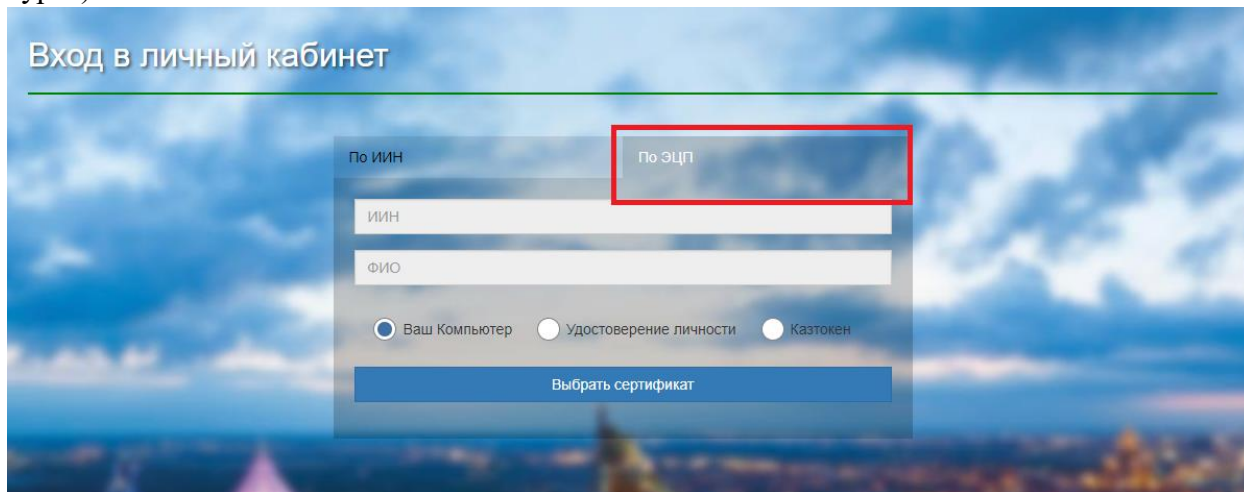 Вход в личный кабинет
По ИИН По ЭЦП
ИИН
ФИО
Ваш Компьютер Удостоверение личности Казтокен
Выбрать сертификат